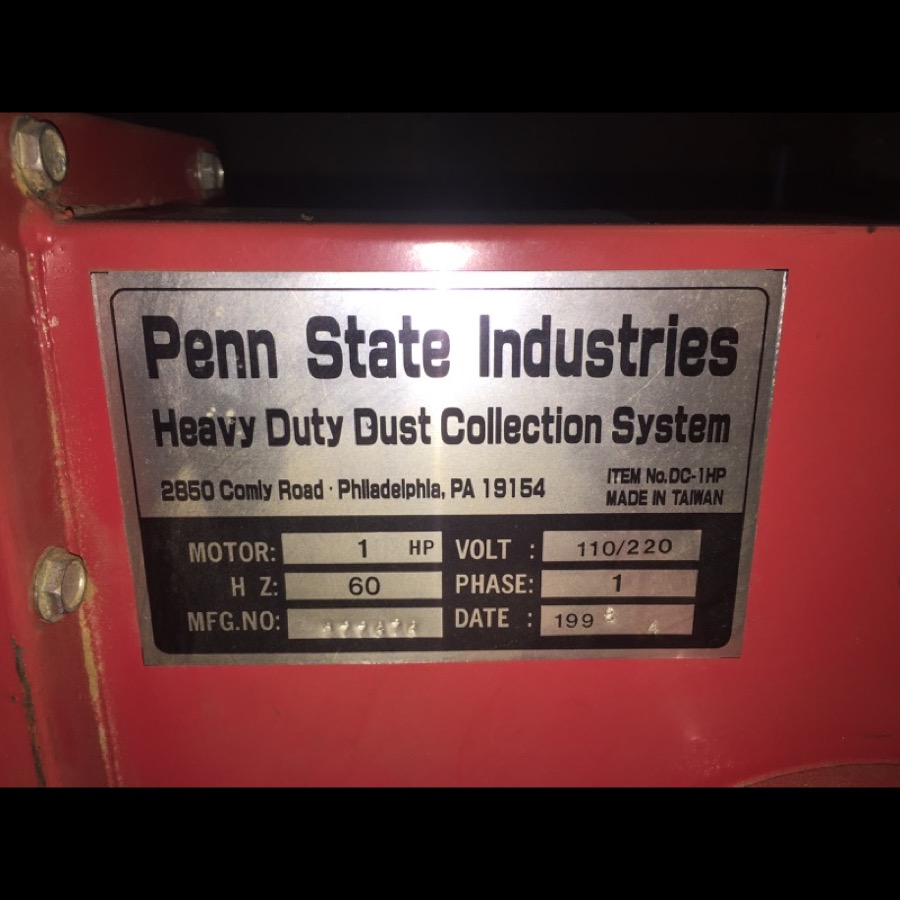 Penn State Industries
Heavy Duty Dust Collection System
2850 Comly Road · Philadelphia, PA 19154
ITEM No. DC-1HP
MADE IN TAIWAN
MOTOR: 1 HP VOLT : 110/220
H Z: 60 PHASE: 1
MFG.NO: DATE : 199